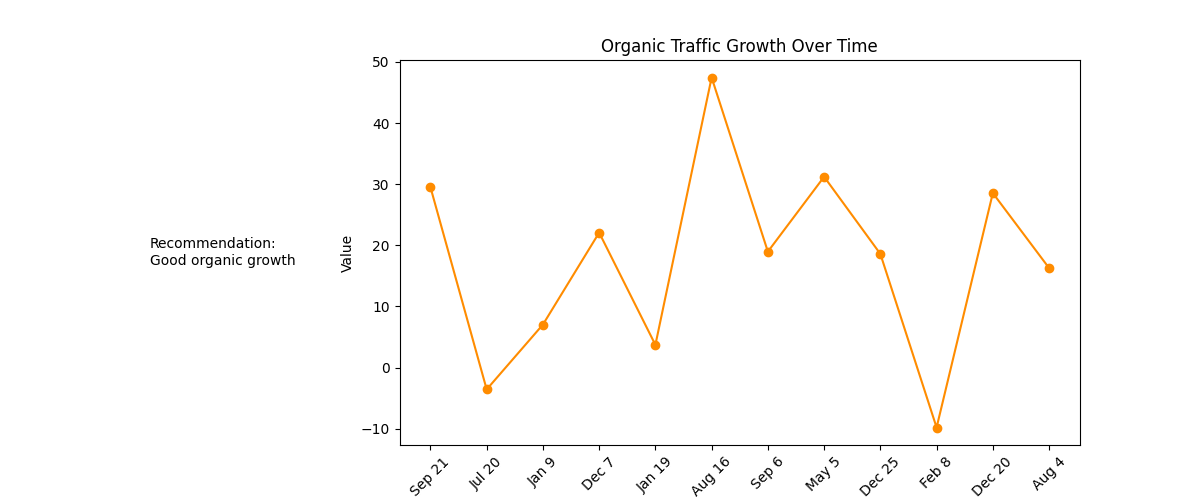 Organic Traffic Growth Over Time
Recommendation:
Good organic growth
Value
50
40
30
20
10
0
−10
Sep 21
Jul 20
Jan 9
Dec 7
Jan 19
Aug 16
Sep 6
May 5
Dec 25
Feb 8
Dec 20
Aug 4